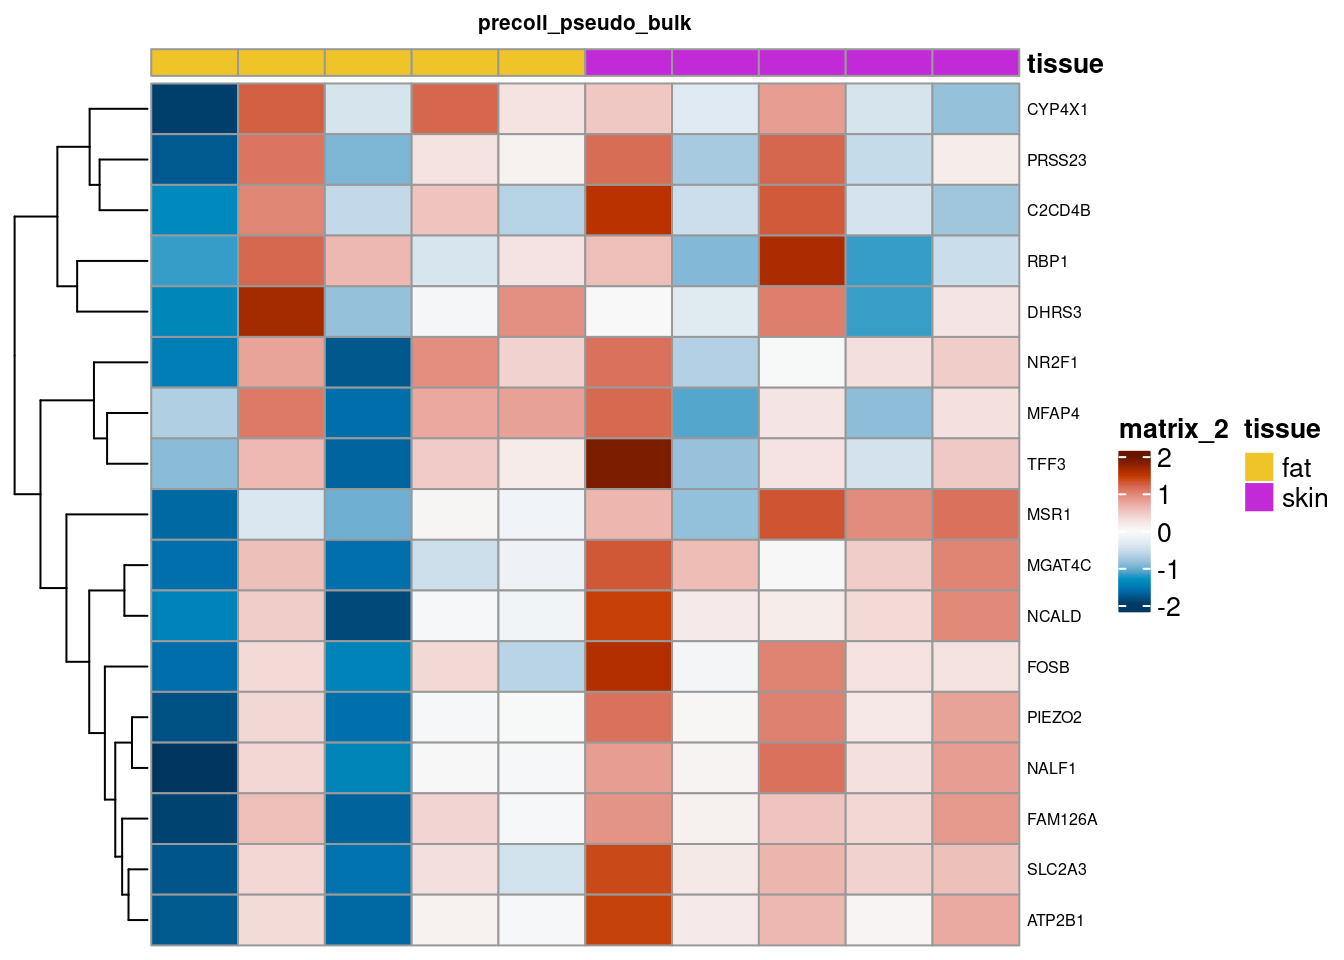 precoll_pseudo_bulk
tissue
CYP4X1
PRSS23
C2CD4B
RBP1
DHRS3
NR2F1
MFAP4
TFF3
MSR1
MGAT4C
NCALD
FOSB
PIEZO2
NALF1
FAM126A
SLC2A3
ATP2B1
matrix_2
2
1
0
-1
-2
tissue
fat
skin